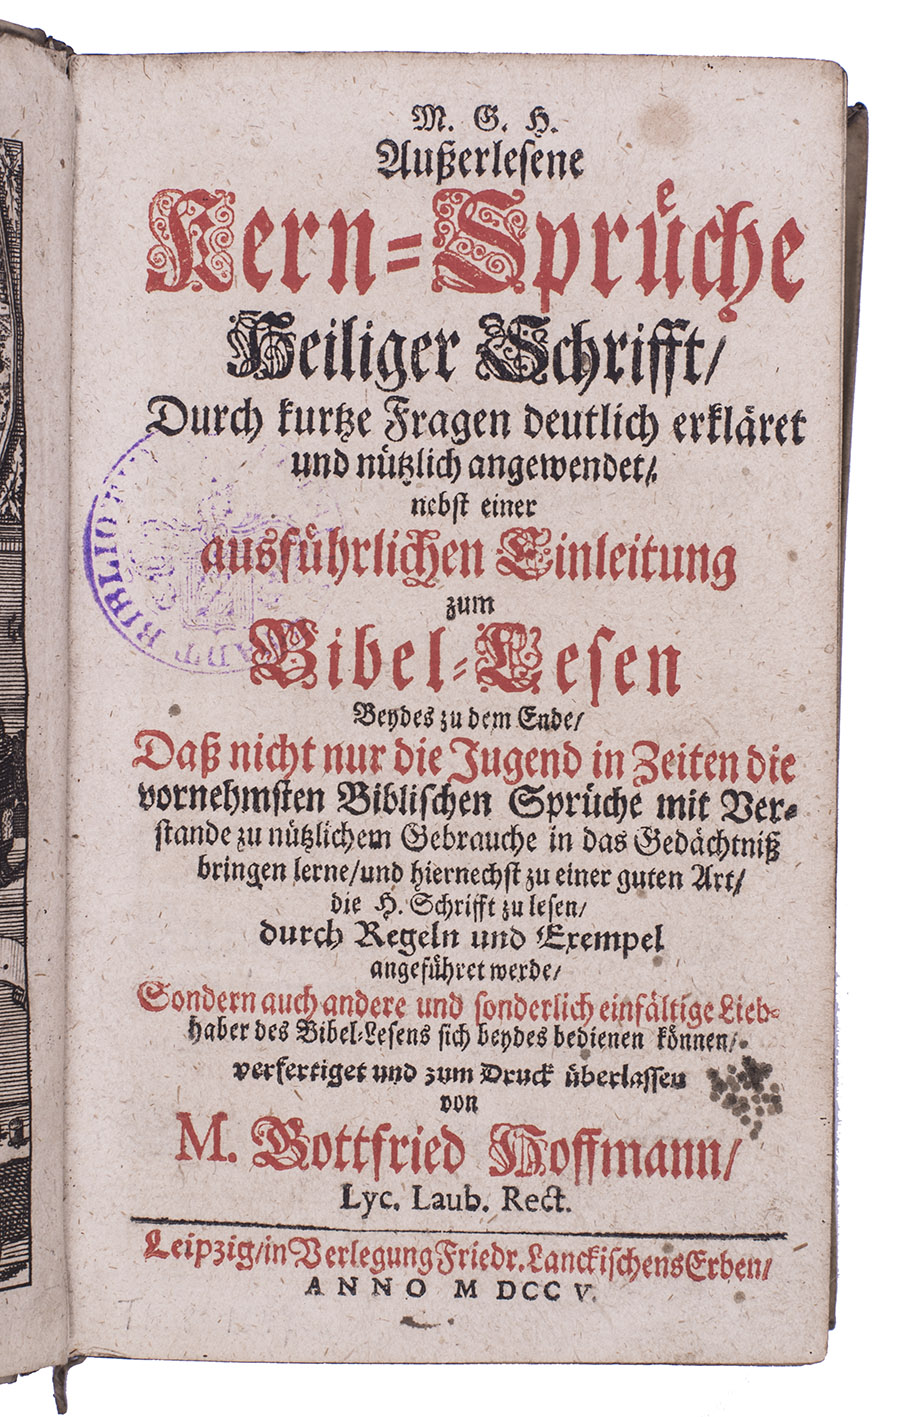 M. G. H.
Außerlesene
Kern-Sprüche
Heiliger Schrifft/
Durch kurtze Fragen deutlich erkläret
und nützlich angewendet/
nebst einer
ausführlichen Einleitung
zum
Bibel-Lesen
Beydes zu dem Ende/
Daß nicht nur die Jugend in Zeiten die
vornehmsten Biblischen Sprüche mit Ver-
stande zu nützlichem Gebrauche in das Gedächtniß
bringen lerne/und hiernechst zu einer guten Art/
die H. Schrifft zu lesen/
durch Regeln und Exempel
angeführet werde/
Sondern auch andere und sonderlich einfältige Lieb-
haber des Bibel-Lesens sich beydes bedienen können/
verfertiget und zum Druck überlassen
von
M. Gottfried Hoffmann/
Lyc. Laub. Rect.
Leipzig/in Verlegung Friedr. Lanckischens Erben/
ANNO MDCCV.